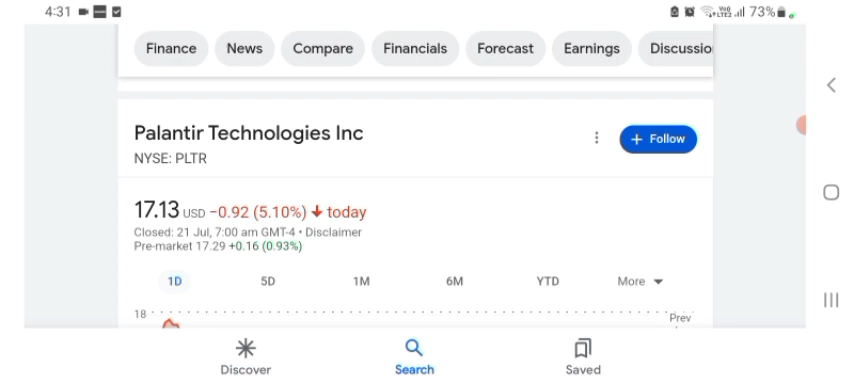 4:31
73%
Finance News Compare Financials Forecast Earnings Discussio
Palantir Technologies Inc
NYSE: PLTR
+ Follow
17.13 USD −0.92 (5.10%) ↓ today
Closed: 21 Jul, 7:00 am GMT-4 • Disclaimer
Pre-market 17.29 +0.16 (0.93%)
1D 5D 1M 6M YTD More
18
Prev
Discover Search Saved